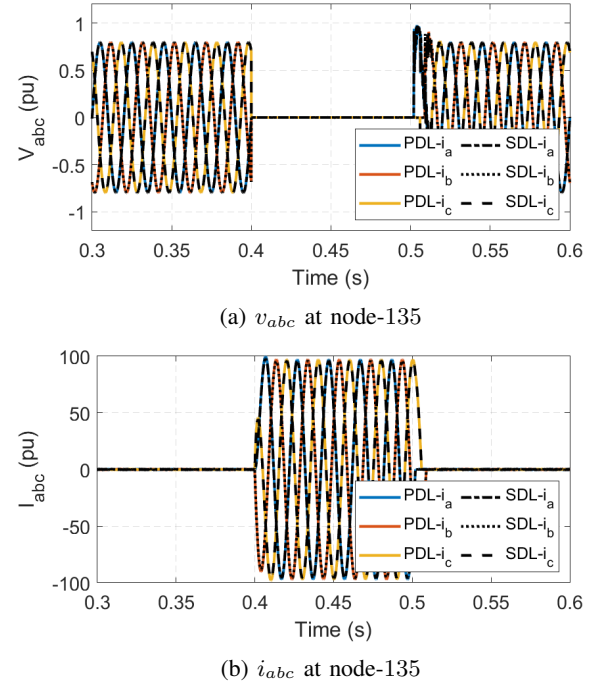 1
0.5
0
-0.5
-1
V_abc (pu)
PDL-i_a SDL-i_a
PDL-i_b SDL-i_b
PDL-i_c SDL-i_c
0.3 0.35 0.4 0.45 0.5 0.55 0.6
Time (s)
(a) v_abc at node-135
100
50
0
-50
-100
I_abc (pu)
PDL-i_a SDL-i_a
PDL-i_b SDL-i_b
PDL-i_c SDL-i_c
0.3 0.35 0.4 0.45 0.5 0.55 0.6
Time (s)
(b) i_abc at node-135